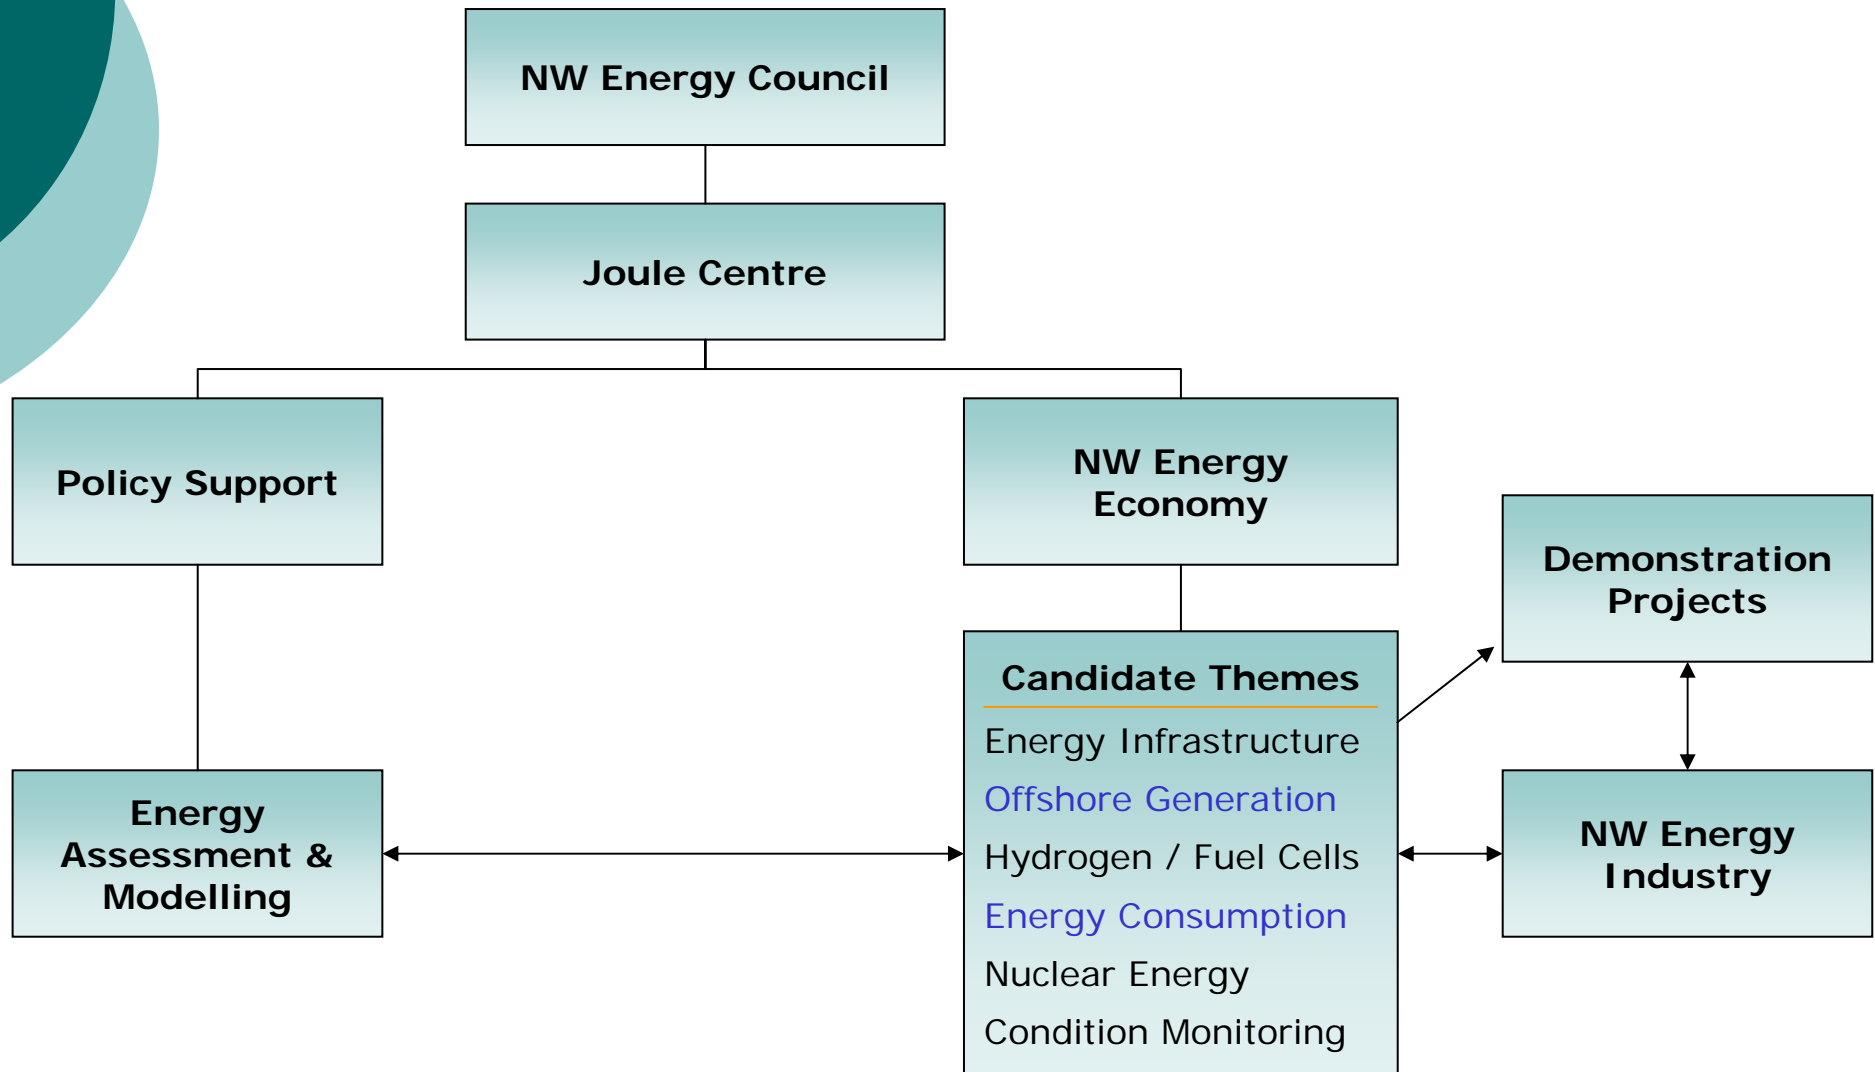 NW Energy Council
Joule Centre
Policy Support
NW Energy
Economy
Demonstration
Projects
Candidate Themes
Energy Infrastructure
Offshore Generation
Hydrogen / Fuel Cells
Energy Consumption
Nuclear Energy
Condition Monitoring
Energy
Assessment &
Modelling
NW Energy
Industry